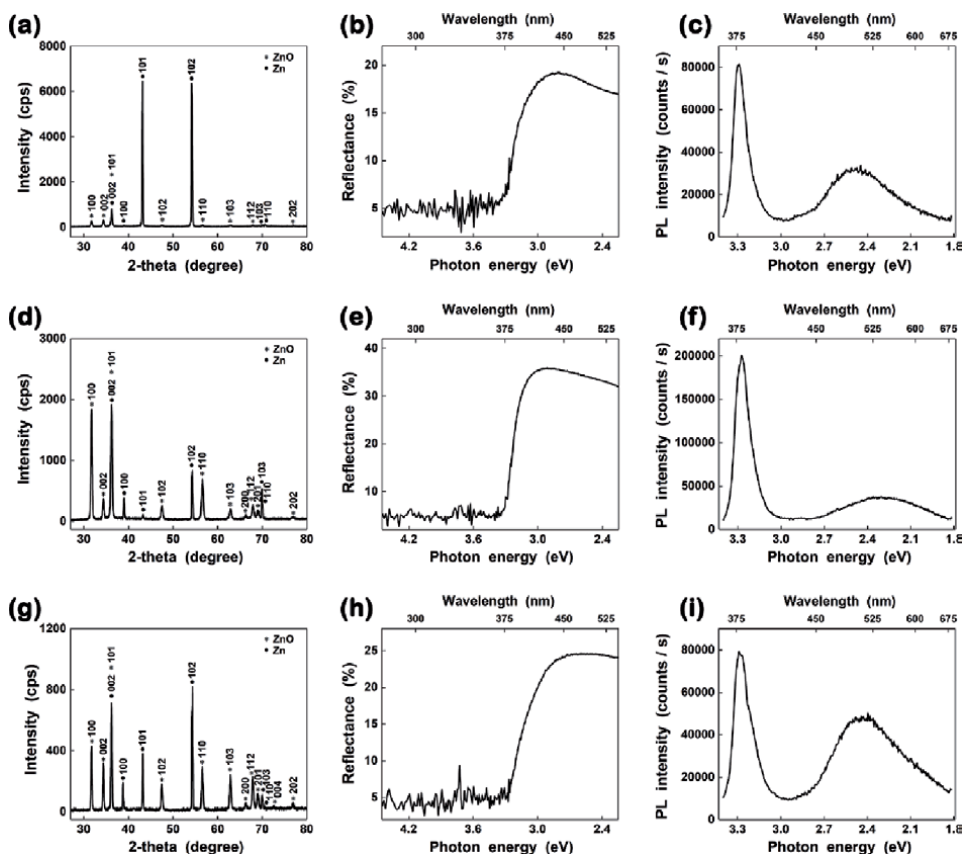 (a)
ZnO
Zn
8000
6000
4000
2000
0
30 40 50 60 70 80
Intensity (cps)
2-theta (degree)
100
002
002 101
100
101
102
102
110
103
112
103
110
202
(b)
Wavelength (nm)
300 375 450 525
20
15
10
5
4.2 3.6 3.0 2.4
Reflectance (%)
Photon energy (eV)
(c)
Wavelength (nm)
375 450 525 600 675
80000
60000
40000
20000
0
3.3 3.0 2.7 2.4 2.1 1.8
PL intensity (counts / s)
Photon energy (eV)
(d)
ZnO
Zn
3000
2000
1000
0
30 40 50 60 70 80
Intensity (cps)
2-theta (degree)
100
002
002 101
100
101
102
102
110
103
200
112
201
103
110
202
(e)
Wavelength (nm)
300 375 450 525
40
30
20
10
4.2 3.6 3.0 2.4
Reflectance (%)
Photon energy (eV)
(f)
Wavelength (nm)
375 450 525 600 675
200000
150000
100000
50000
0
3.3 3.0 2.7 2.4 2.1 1.8
PL intensity (counts / s)
Photon energy (eV)
(g)
ZnO
Zn
1200
800
400
0
30 40 50 60 70 80
Intensity (cps)
2-theta (degree)
100
002
002 101
100
101
102
102
110
103
200
112
201
103
110
004
202
(h)
Wavelength (nm)
300 375 450 525
25
20
15
10
5
4.2 3.6 3.0 2.4
Reflectance (%)
Photon energy (eV)
(i)
Wavelength (nm)
375 450 525 600 675
80000
60000
40000
20000
0
3.3 3.0 2.7 2.4 2.1 1.8
PL intensity (counts / s)
Photon energy (eV)